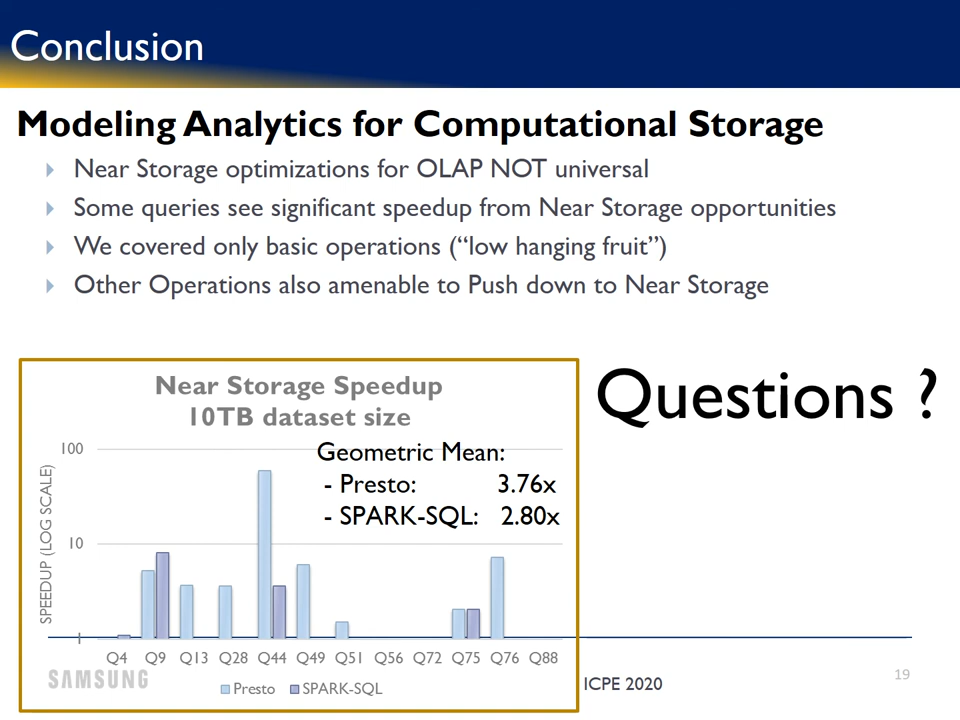 Conclusion
Modeling Analytics for Computational Storage
Near Storage optimizations for OLAP NOT universal
Some queries see significant speedup from Near Storage opportunities
We covered only basic operations (“low hanging fruit”)
Other Operations also amenable to Push down to Near Storage
Near Storage Speedup
10TB dataset size
Geometric Mean:
- Presto: 3.76x
- SPARK-SQL: 2.80x
SPEEDUP (LOG SCALE)
100
10
1
Q4 Q9 Q13 Q28 Q44 Q49 Q51 Q56 Q72 Q75 Q76 Q88
Presto SPARK-SQL
Questions ?
SAMSUNG
ICPE 2020
19